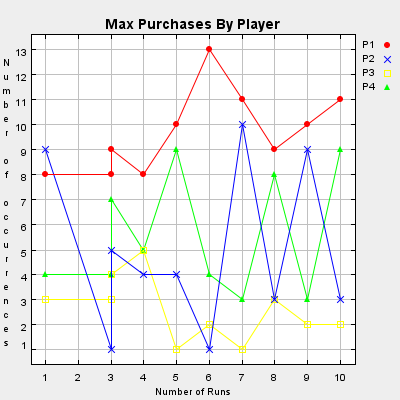 Max Purchases By Player
P1
P2
P3
P4
Number of occurrences
13
12
11
10
9
8
7
6
5
4
3
2
1
1 2 3 4 5 6 7 8 9 10
Number of Runs